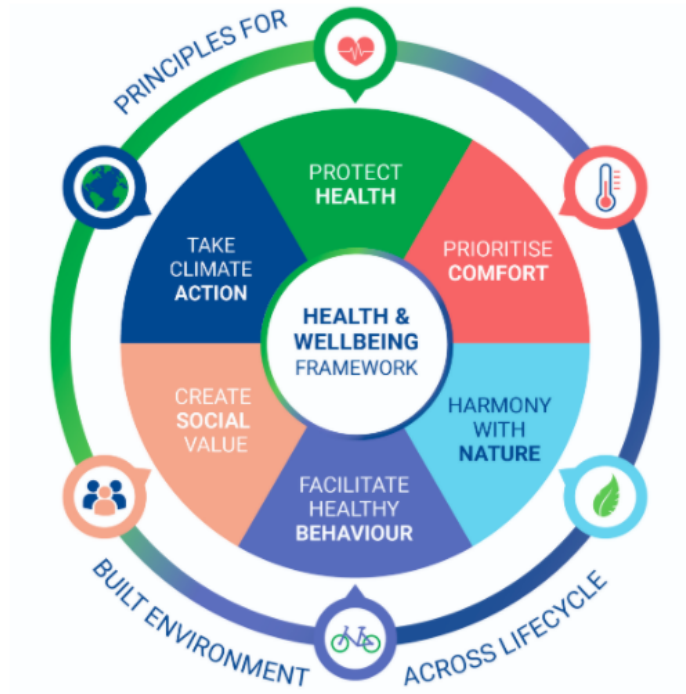 PRINCIPLES FOR
PROTECT
HEALTH
PRIORITISE
COMFORT
TAKE
CLIMATE
ACTION
HEALTH &
WELLBEING
FRAMEWORK
CREATE
SOCIAL
VALUE
HARMONY
WITH
NATURE
FACILITATE
HEALTHY
BEHAVIOUR
BUILT ENVIRONMENT
ACROSS LIFECYCLE